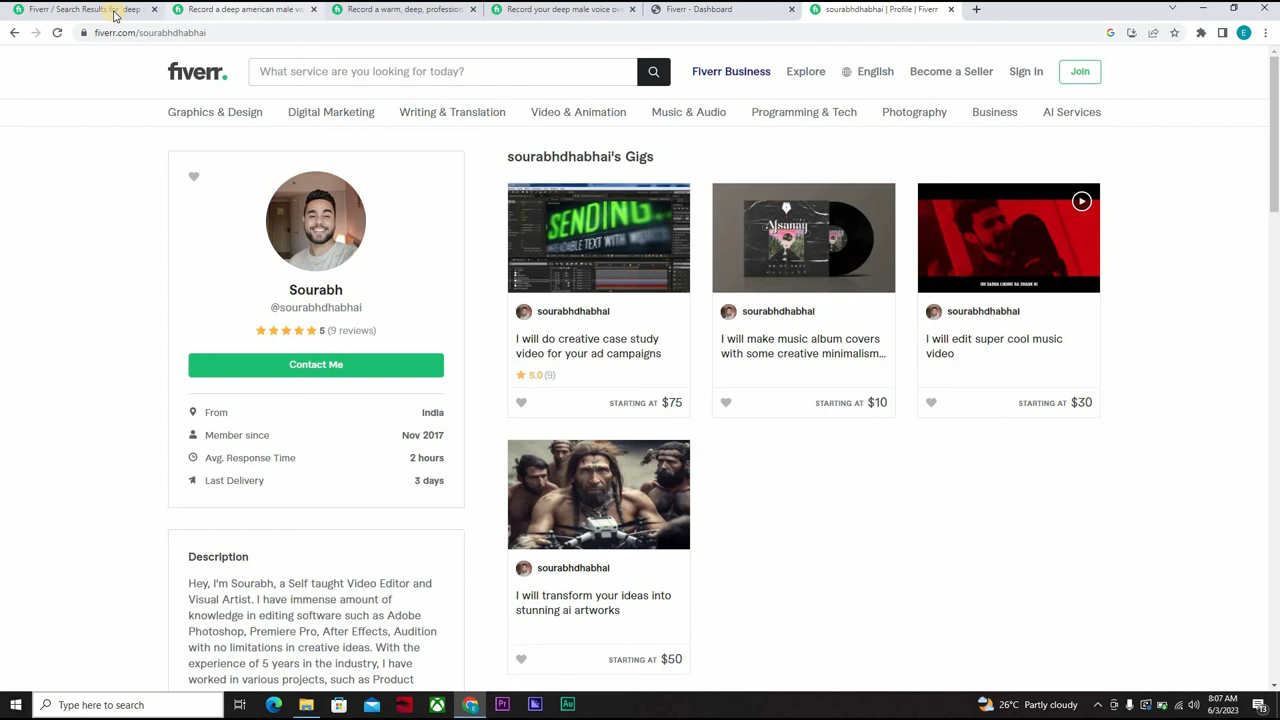 Fiverr / Search Results for 'deep
Record a deep american male vo
Record a warm, deep, profession
Record your deep male voice ov
Fiverr - Dashboard
sourabhdhabhai | Profile | Fiverr
fiverr.com/sourabhdhabhai
E
fiverr.
What service are you looking for today?
Fiverr Business
Explore
English
Become a Seller
Sign In
Join
Graphics & Design
Digital Marketing
Writing & Translation
Video & Animation
Music & Audio
Programming & Tech
Photography
Business
AI Services
Sourabh
@sourabhdhabhai
5 (9 reviews)
Contact Me
From India
Member since Nov 2017
Avg. Response Time 2 hours
Last Delivery 3 days
Description
Hey, I'm Sourabh, a Self taught Video Editor and
Visual Artist. I have immense amount of
knowledge in editing software such as Adobe
Photoshop, Premiere Pro, After Effects, Audition
with no limitations in creative ideas. With the
experience of 5 years in the industry, I have
worked in various projects, such as Product
sourabhdhabhai's Gigs
SENDING
sourabhdhabhai
I will do creative case study
video for your ad campaigns
5.0 (9)
STARTING AT $75
sourabhdhabhai
I will make music album covers
with some creative minimalism...
STARTING AT $10
sourabhdhabhai
I will edit super cool music
video
STARTING AT $30
sourabhdhabhai
I will transform your ideas into
stunning ai artworks
STARTING AT $50
Type here to search
Pr
Au
26°C Partly cloudy
8:07 AM
6/3/2023